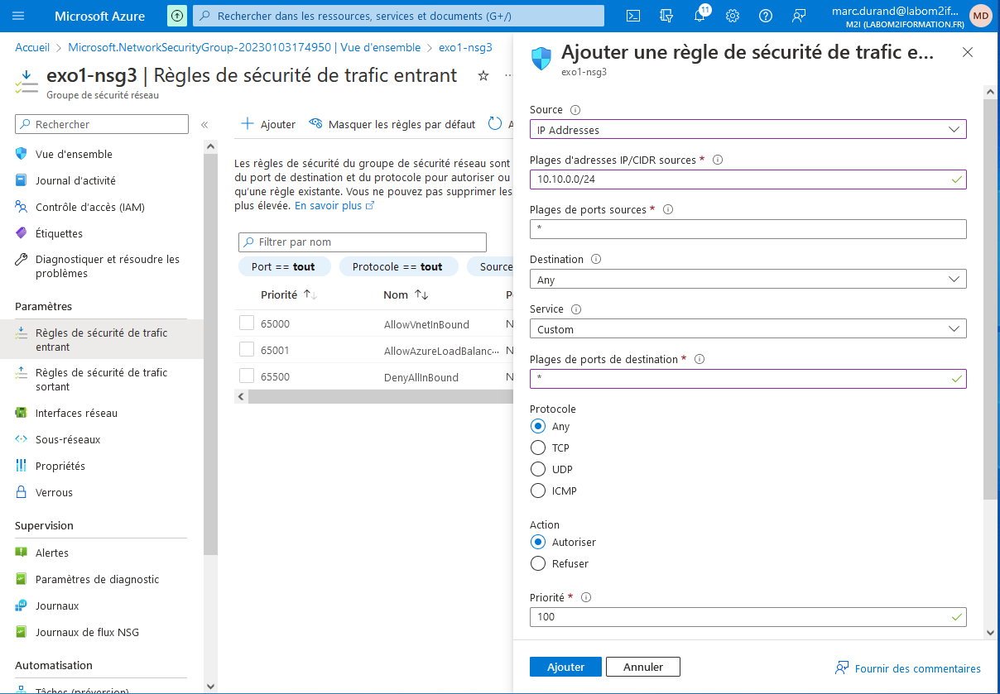 Microsoft Azure
Rechercher dans les ressources, services et documents (G+/)
11
marc.durand@labom2if...
M2I (LABOM2IFORMATION.FR)
MD
Accueil > Microsoft.NetworkSecurityGroup-20230103174950 | Vue d'ensemble > exo1-nsg3
exo1-nsg3 | Règles de sécurité de trafic entrant
Groupe de sécurité réseau
Rechercher
«
Vue d'ensemble
Journal d'activité
Contrôle d'accès (IAM)
Étiquettes
Diagnostiquer et résoudre les
problèmes
Paramètres
Règles de sécurité de trafic
entrant
Règles de sécurité de trafic
sortant
Interfaces réseau
Sous-réseaux
Propriétés
Verrous
Supervision
Alertes
Paramètres de diagnostic
Journaux
Journaux de flux NSG
Automatisation
Tâches (préversion)
Ajouter
Masquer les règles par défaut
Les règles de sécurité du groupe de sécurité réseau sont
du port de destination et du protocole pour autoriser ou
qu'une règle existante. Vous ne pouvez pas supprimer les
plus élevée. En savoir plus
Filtrer par nom
Port == tout
Protocole == tout
Source
Priorité ↑↓ Nom ↑↓
65000 AllowVnetInBound N
65001 AllowAzureLoadBalanc... N
65500 DenyAllInBound N
Ajouter une règle de sécurité de trafic e...
exo1-nsg3
Source
IP Addresses
Plages d'adresses IP/CIDR sources *
10.10.0.0/24
Plages de ports sources *
*
Destination
Any
Service
Custom
Plages de ports de destination *
*
Protocole
Any
TCP
UDP
ICMP
Action
Autoriser
Refuser
Priorité *
100
Ajouter
Annuler
Fournir des commentaires